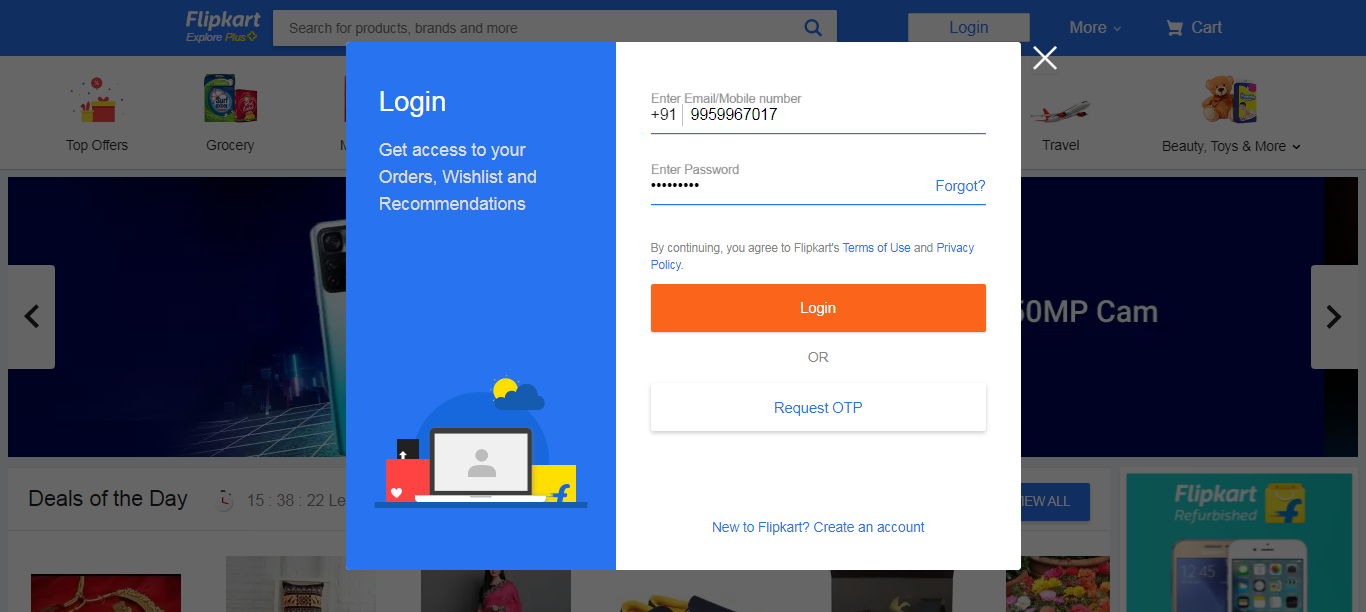 Flipkart
Explore Plus
Search for products, brands and more
Login
More
Cart
Top Offers
Grocery
Travel
Beauty, Toys & More
Login
Get access to your
Orders, Wishlist and
Recommendations
Enter Email/Mobile number
+91 9959967017
Enter Password
•••••••••
Forgot?
By continuing, you agree to Flipkart's Terms of Use and Privacy
Policy.
Login
OR
Request OTP
New to Flipkart? Create an account
50MP Cam
Deals of the Day
15 : 38 : 22 Le
IEW ALL
Flipkart
Refurbished
12:45